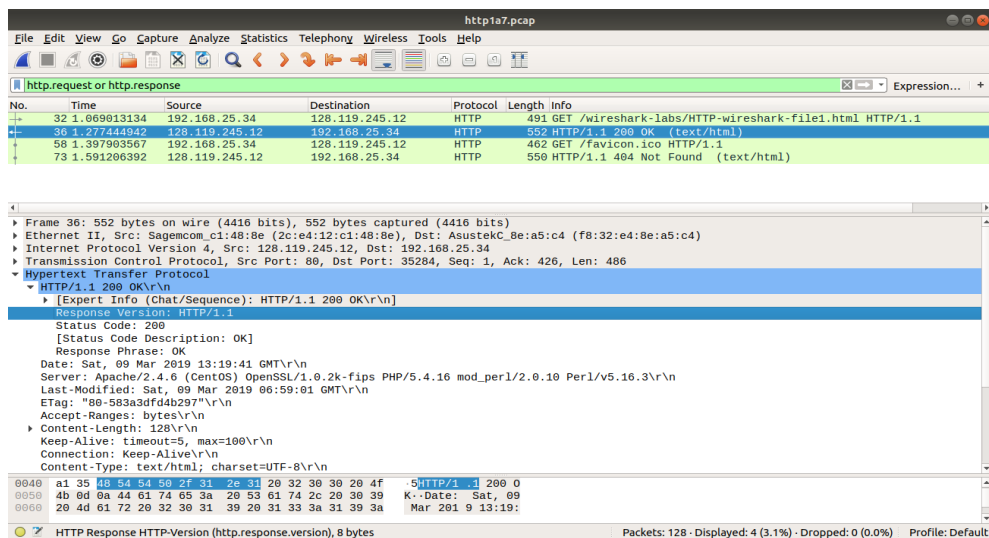 http1a7.pcap
File Edit View Go Capture Analyze Statistics Telephony Wireless Tools Help
http.request or http.response Expression... +
No. Time Source Destination Protocol Length Info
32 1.069013134 192.168.25.34 128.119.245.12 HTTP 491 GET /wireshark-labs/HTTP-wireshark-file1.html HTTP/1.1
36 1.277444942 128.119.245.12 192.168.25.34 HTTP 552 HTTP/1.1 200 OK (text/html)
58 1.397903567 192.168.25.34 128.119.245.12 HTTP 462 GET /favicon.ico HTTP/1.1
73 1.591206392 128.119.245.12 192.168.25.34 HTTP 550 HTTP/1.1 404 Not Found (text/html)
Frame 36: 552 bytes on wire (4416 bits), 552 bytes captured (4416 bits)
Ethernet II, Src: Sagemcom_c1:48:8e (2c:e4:12:c1:48:8e), Dst: AsustekC_8e:a5:c4 (f8:32:e4:8e:a5:c4)
Internet Protocol Version 4, Src: 128.119.245.12, Dst: 192.168.25.34
Transmission Control Protocol, Src Port: 80, Dst Port: 35284, Seq: 1, Ack: 426, Len: 486
Hypertext Transfer Protocol
HTTP/1.1 200 OK\r\n
[Expert Info (Chat/Sequence): HTTP/1.1 200 OK\r\n]
Response Version: HTTP/1.1
Status Code: 200
[Status Code Description: OK]
Response Phrase: OK
Date: Sat, 09 Mar 2019 13:19:41 GMT\r\n
Server: Apache/2.4.6 (CentOS) OpenSSL/1.0.2k-fips PHP/5.4.16 mod_perl/2.0.10 Perl/v5.16.3\r\n
Last-Modified: Sat, 09 Mar 2019 06:59:01 GMT\r\n
ETag: "80-583a3dfd4b297"\r\n
Accept-Ranges: bytes\r\n
Content-Length: 128\r\n
Keep-Alive: timeout=5, max=100\r\n
Connection: Keep-Alive\r\n
Content-Type: text/html; charset=UTF-8\r\n
0040 a1 35 48 54 54 50 2f 31 2e 31 20 32 30 30 20 4f ·5HTTP/1 .1 200 O
0050 4b 0d 0a 44 61 74 65 3a 20 53 61 74 2c 20 30 39 K··Date: Sat, 09
0060 20 4d 61 72 20 32 30 31 39 20 31 33 3a 31 39 3a Mar 201 9 13:19:
HTTP Response HTTP-Version (http.response.version), 8 bytes Packets: 128 · Displayed: 4 (3.1%) · Dropped: 0 (0.0%) Profile: Default